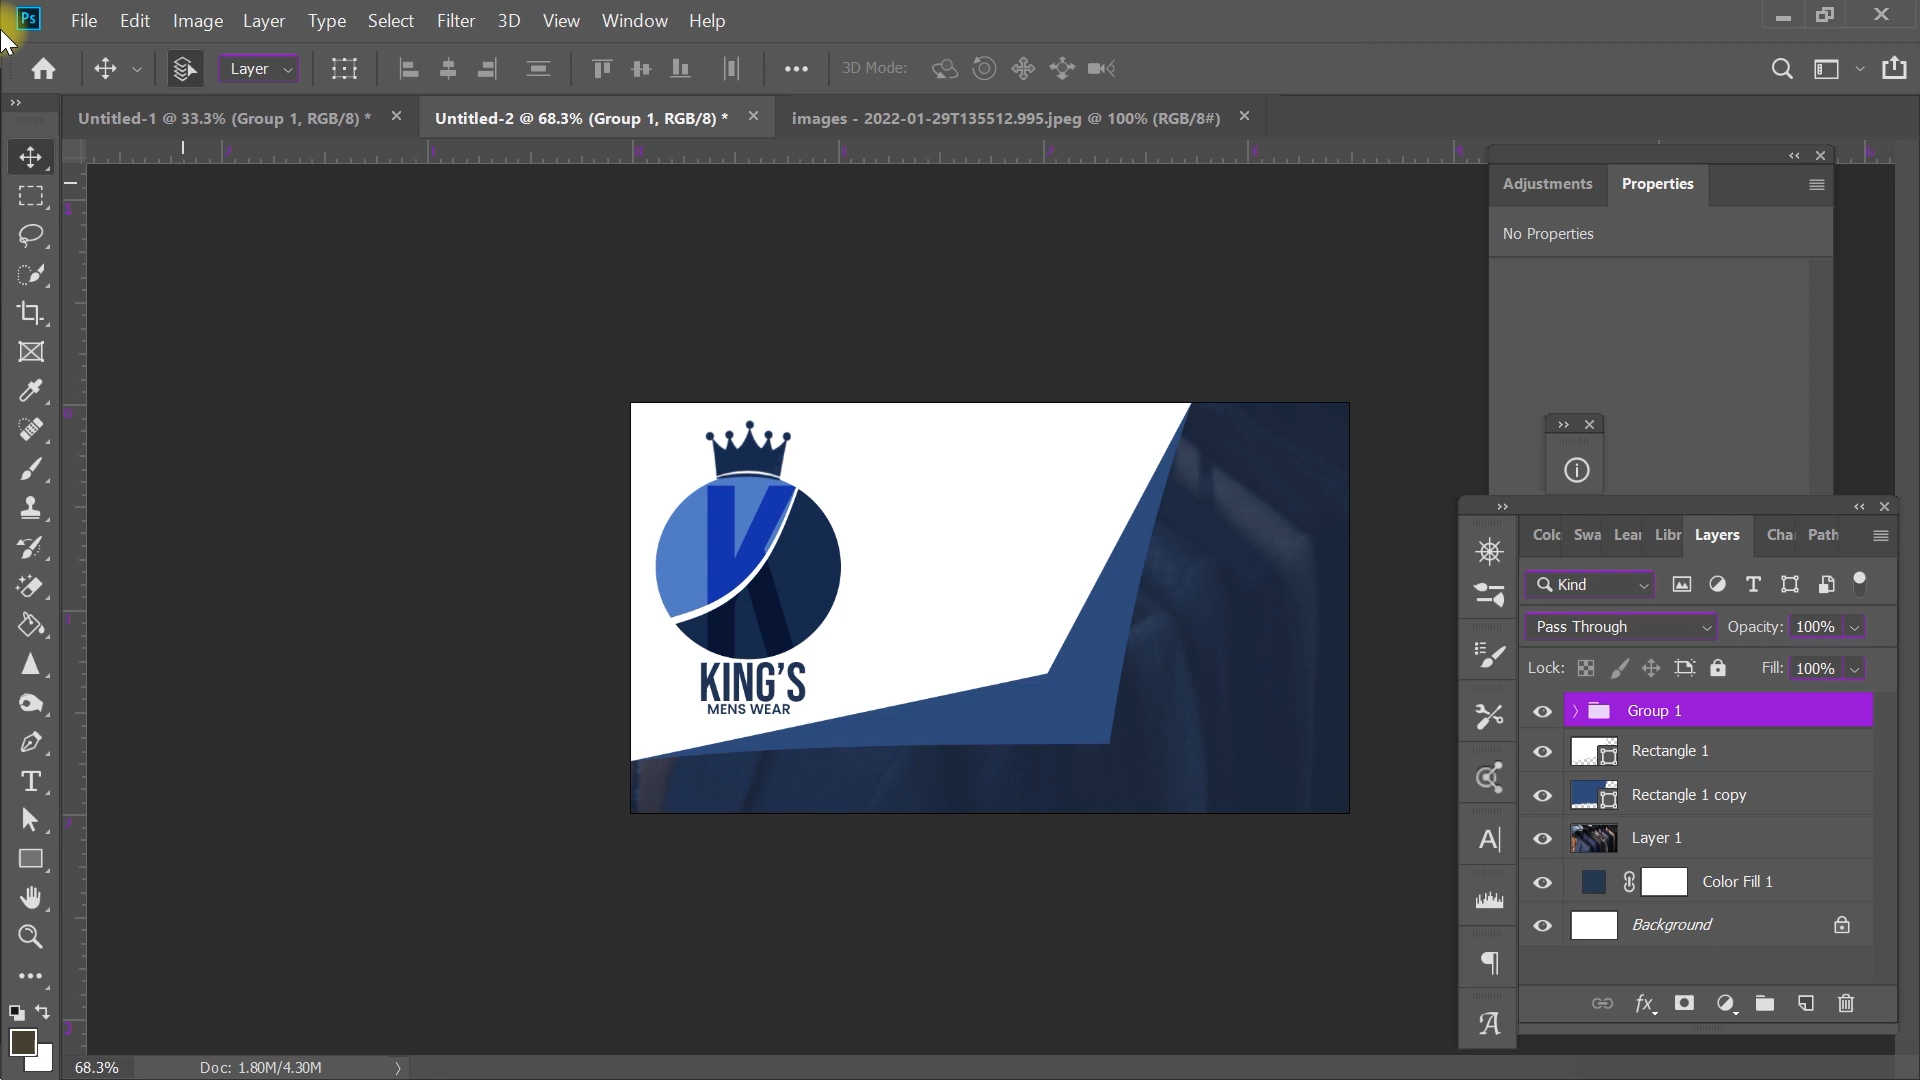 Ps File Edit Image Layer Type Select Filter 3D View Window Help
Layer 3D Mode:
Untitled-1 @ 33.3% (Group 1, RGB/8) * Untitled-2 @ 68.3% (Group 1, RGB/8) * images - 2022-01-29T135512.995.jpeg @ 100% (RGB/8#)
Adjustments Properties
No Properties
K
KING'S
MENS WEAR
Colc Swa Lear Libr Layers Cha Path
Kind
Pass Through Opacity: 100%
Lock: Fill: 100%
Group 1
Rectangle 1
Rectangle 1 copy
Layer 1
Color Fill 1
Background
68.3% Doc: 1.80M/4.30M